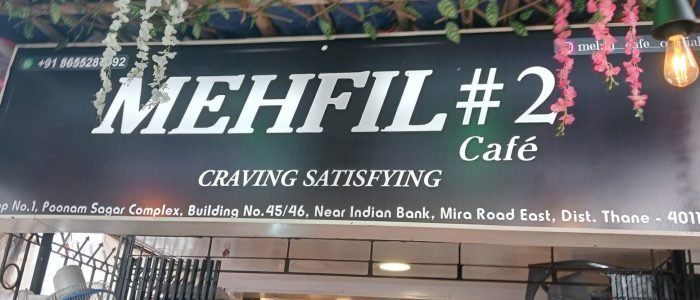 +91
MEHFIL #2
Café
CRAVING SATISFYING
No.1, Poonam Sagar Complex, Building No.45/46, Near Indian Bank, Mira Road East, Dist. Thane -